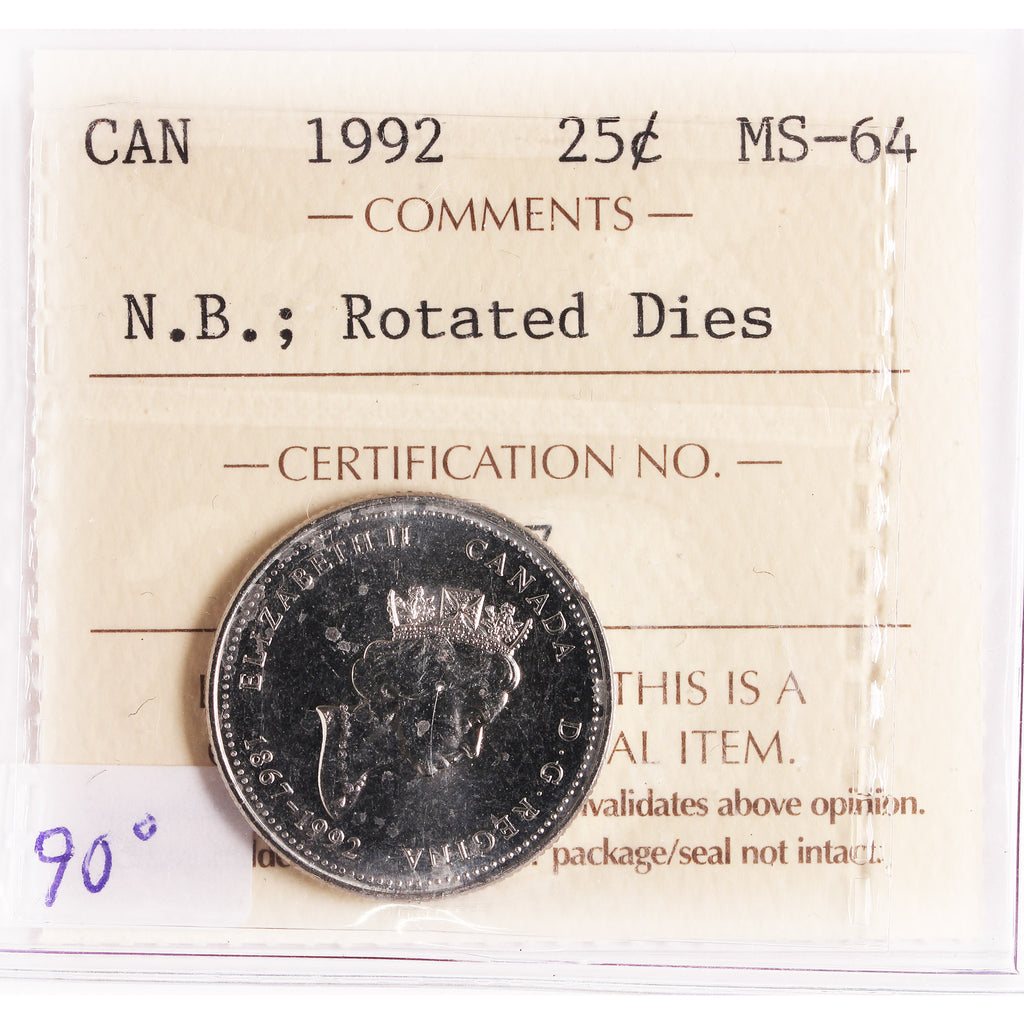 CAN 1992 25¢ MS-64
— COMMENTS —
N.B.; Rotated Dies
— CERTIFICATION NO. —
7
THIS IS A
AL ITEM.
validates above opinion.
package/seal not intact.
90°
ELIZABETH II CANADA · D·G·REGINA
1867-1992